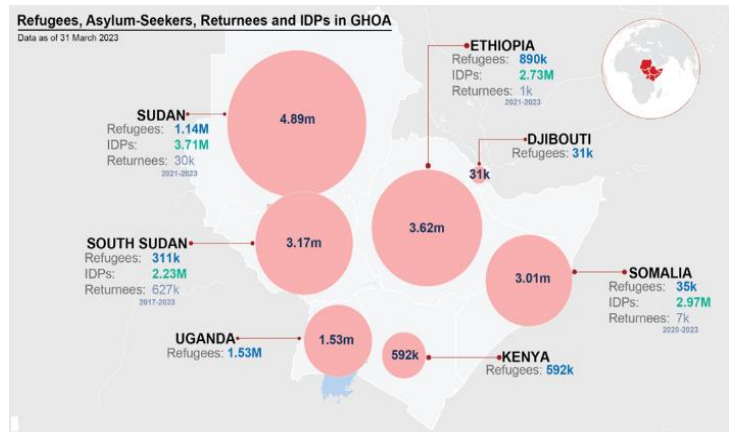 Refugees, Asylum-Seekers, Returnees and IDPs in GHOA
Data as of 31 March 2023
ETHIOPIA
Refugees: 890k
IDPs: 2.73M
Returnees: 1k
2021-2023
SUDAN
Refugees: 1.14M
IDPs: 3.71M
Returnees: 30k
2021-2023
4.89m
DJIBOUTI
Refugees: 31k
31k
3.62m
SOUTH SUDAN
Refugees: 311k
IDPs: 2.23M
Returnees: 627k
2017-2023
3.17m
3.01m
SOMALIA
Refugees: 35k
IDPs: 2.97M
Returnees: 7k
2020-2023
UGANDA
Refugees: 1.53M
1.53m
592k
KENYA
Refugees: 592k